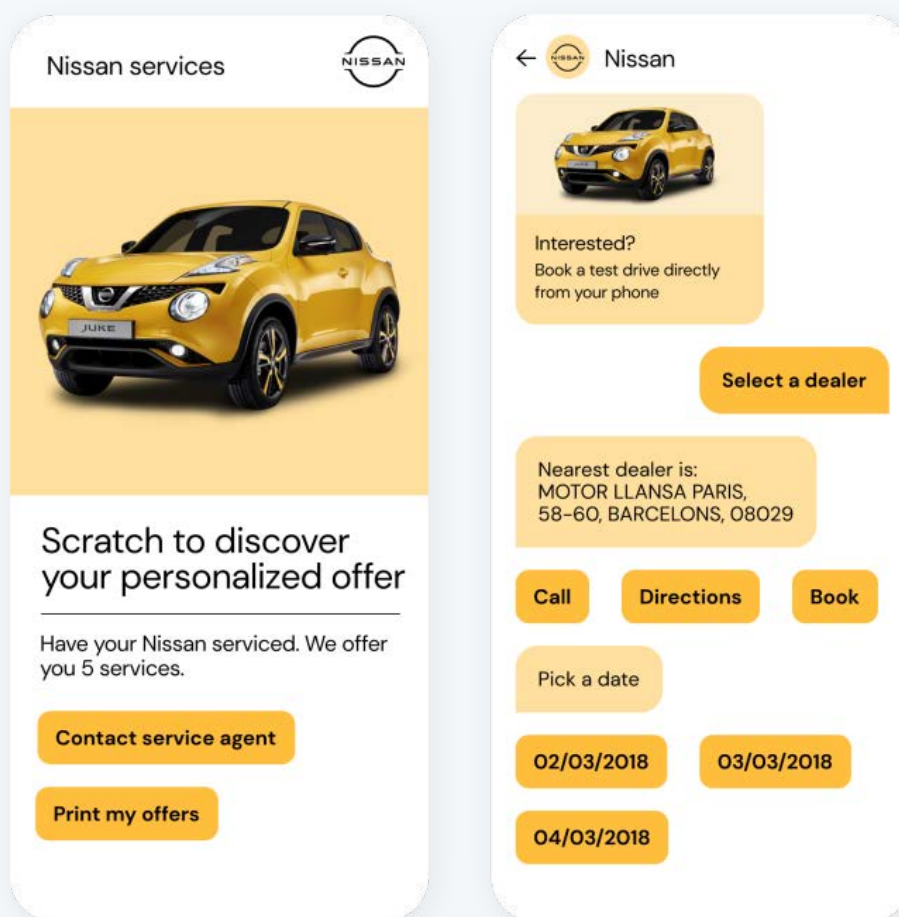 Nissan services
NISSAN
JUKE
Scratch to discover
your personalized offer
Have your Nissan serviced. We offer
you 5 services.
Contact service agent
Print my offers
NISSAN
Nissan
JUKE
Interested?
Book a test drive directly
from your phone
Select a dealer
Nearest dealer is:
MOTOR LLANSA PARIS,
58-60, BARCELONS, 08029
Call
Directions
Book
Pick a date
02/03/2018
03/03/2018
04/03/2018